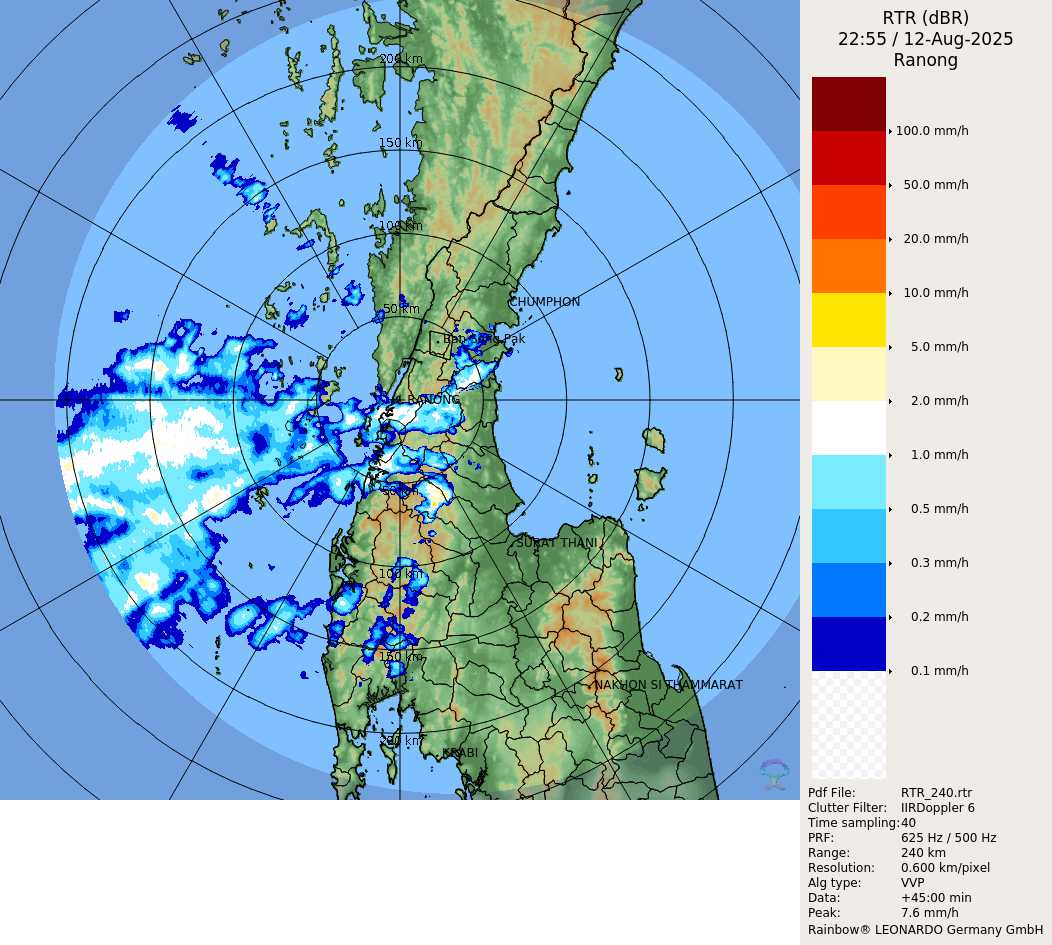 RTR (dBR)
22:55 / 12-Aug-2025
Ranong
100.0 mm/h
50.0 mm/h
20.0 mm/h
10.0 mm/h
5.0 mm/h
2.0 mm/h
1.0 mm/h
0.5 mm/h
0.3 mm/h
0.2 mm/h
0.1 mm/h
200 km
150 km
100 km
50 km
CHUMPHON
RANONG
50 km
SURAT THANI
100 km
150 km
NAKHON SI THAMMARAT
200 km
KRABI
Pdf File: RTR_240.rtr
Clutter Filter: IIRDoppler 6
Time sampling: 40
PRF: 625 Hz / 500 Hz
Range: 240 km
Resolution: 0.600 km/pixel
Alg type: VVP
Data: +45:00 min
Peak: 7.6 mm/h
Rainbow® LEONARDO Germany GmbH